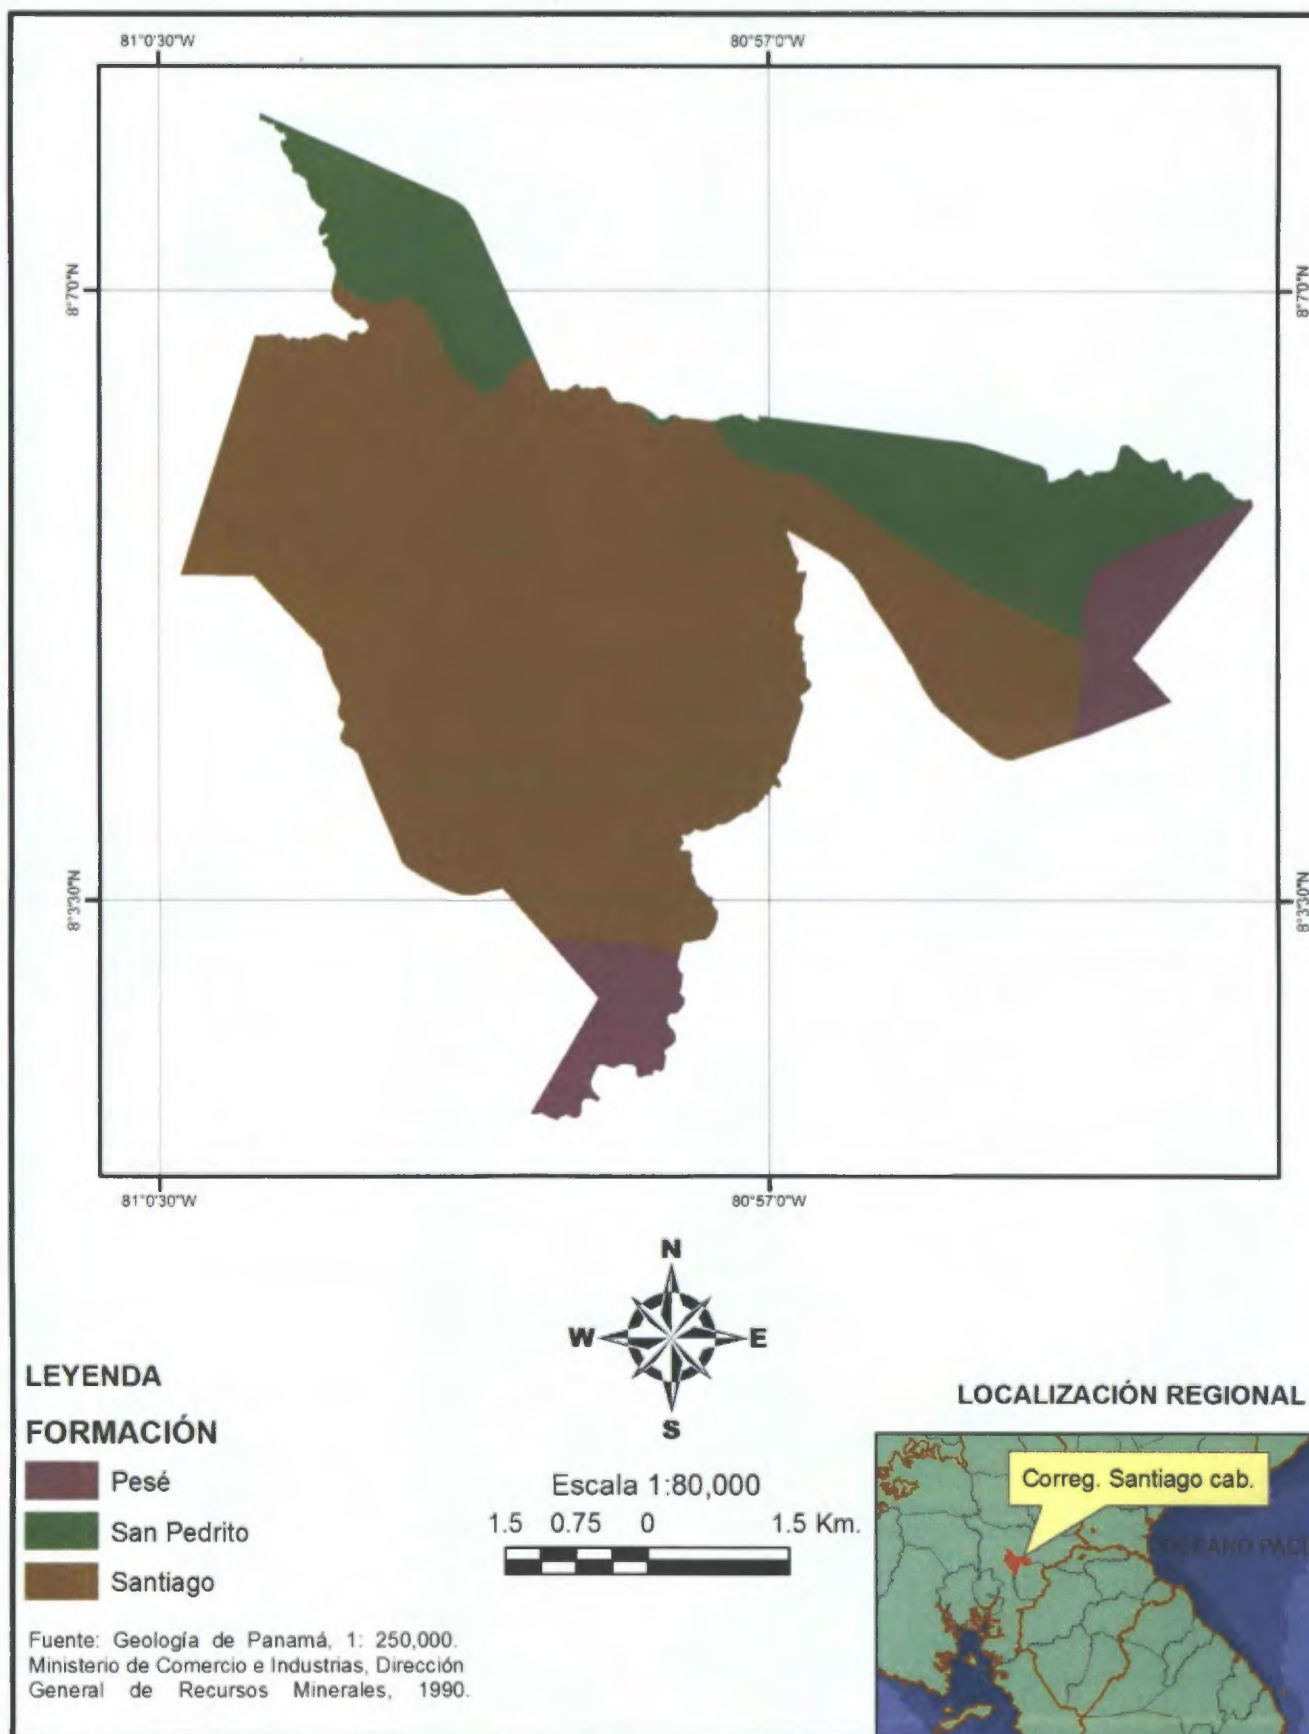 81°0'30"W 80°57'0"W
8°7'0"N 8°7'0"N
8°3'30"N 8°3'30"N
81°0'30"W 80°57'0"W
N
W E
S
LEYENDA
FORMACIÓN
Pesé
San Pedrito
Santiago
Fuente: Geología de Panamá, 1: 250,000.
Ministerio de Comercio e Industrias, Dirección
General de Recursos Minerales, 1990.
Escala 1:80,000
1.5 0.75 0 1.5 Km.
LOCALIZACIÓN REGIONAL
Correg. Santiago cab.